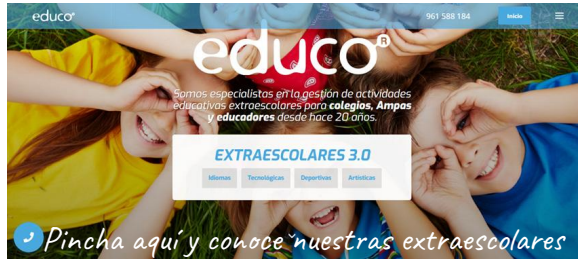 educo®
961 588 184
Inicio
educo®
Somos especialistas en la gestión de actividades
educativas extraescolares para colegios, Ampas
y educadores desde hace 20 años.
EXTRAESCOLARES 3.0
Idiomas Tecnológicas Deportivas Artísticas
Pincha aquí y conoce nuestras extraescolares